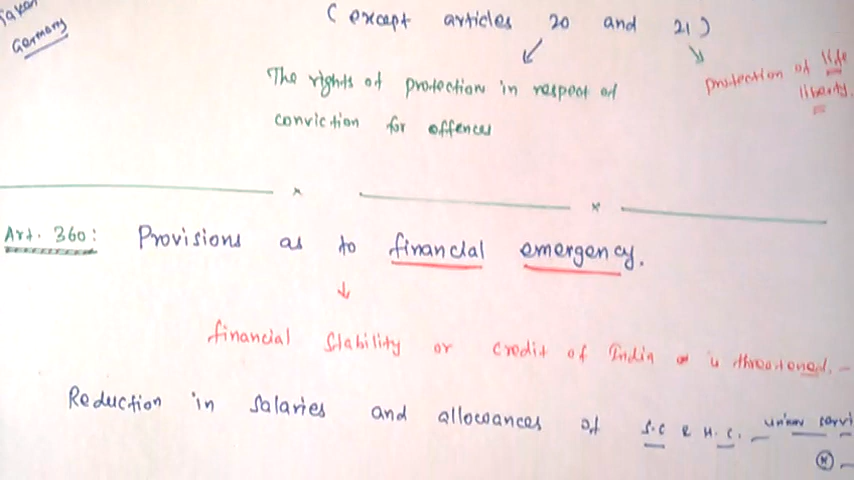 taken
Germany
(except articles 20 and 21)
The rights of protection in respect of
conviction for offences
protection of life
liberty.
Art. 360: Provisions as to financial emergency.
financial stability or credit of India is threatened. -
Reduction in salaries and allowances of S.C & H.C. - union servi